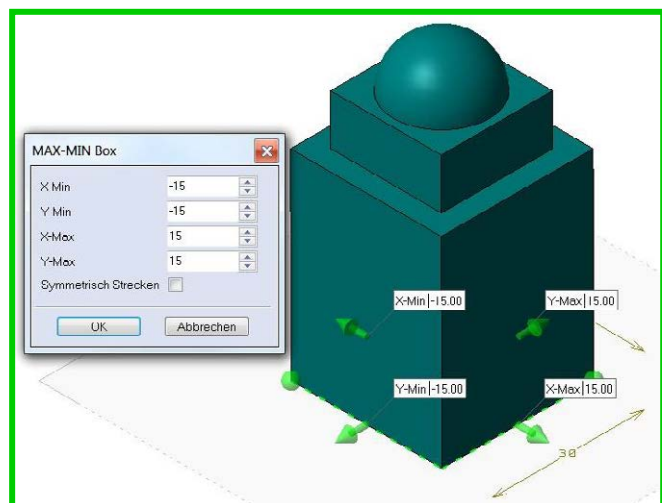 MAX-MIN Box
X Min -15
Y Min -15
X-Max 15
Y-Max 15
Symmetrisch Strecken
OK Abbrechen
X-Min|-15.00
Y-Max|15.00
Y-Min|-15.00
X-Max|15.00
30